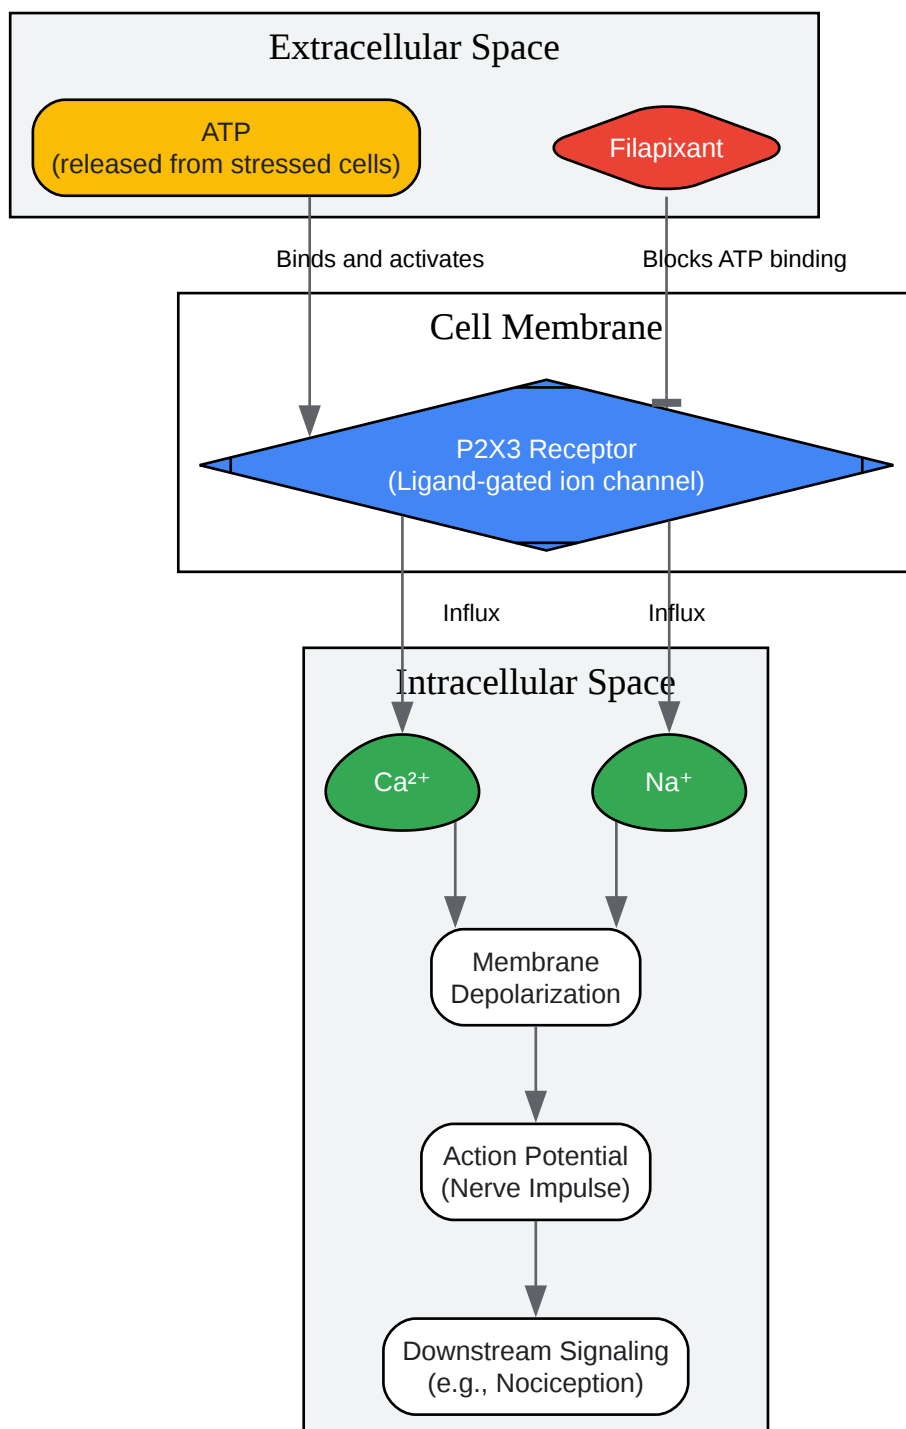 Extracellular Space
ATP
(released from stressed cells)
Filapixant
Binds and activates
Blocks ATP binding
Cell Membrane
P2X3 Receptor
(Ligand-gated ion channel)
Influx
Influx
Intracellular Space
Ca²⁺
Na⁺
Membrane
Depolarization
Action Potential
(Nerve Impulse)
Downstream Signaling
(e.g., Nociception)